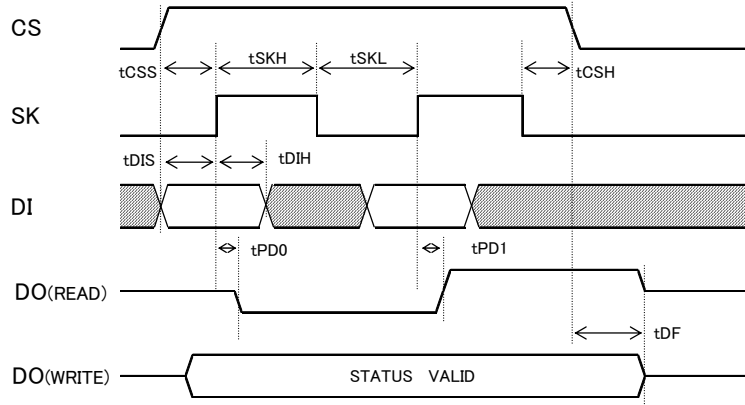 CS
tCSS
tSKH
tSKL
tCSH
SK
tDIS
tDIH
DI
tPD0
tPD1
DO(READ)
tDF
DO(WRITE)
STATUS VALID